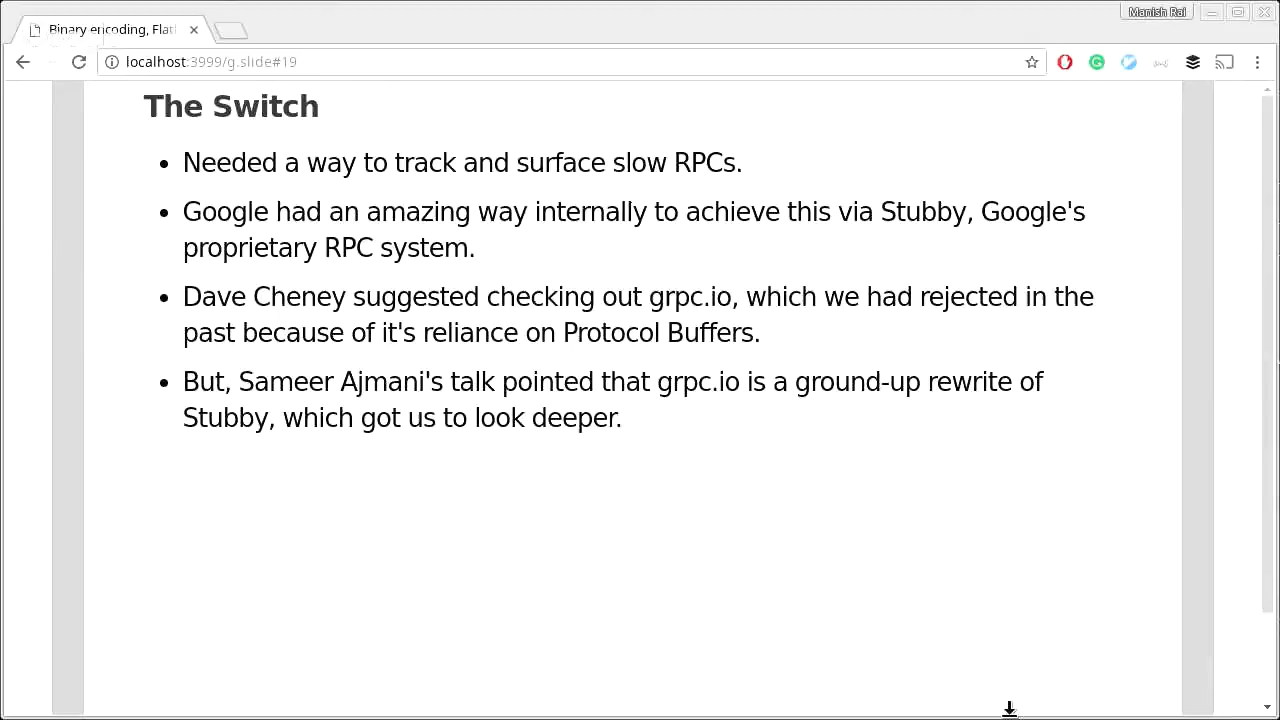 Manish Rai
Binary encoding, Flat
localhost:3999/g.slide#19
The Switch
• Needed a way to track and surface slow RPCs.
• Google had an amazing way internally to achieve this via Stubby, Google's
proprietary RPC system.
• Dave Cheney suggested checking out grpc.io, which we had rejected in the
past because of it's reliance on Protocol Buffers.
• But, Sameer Ajmani's talk pointed that grpc.io is a ground-up rewrite of
Stubby, which got us to look deeper.